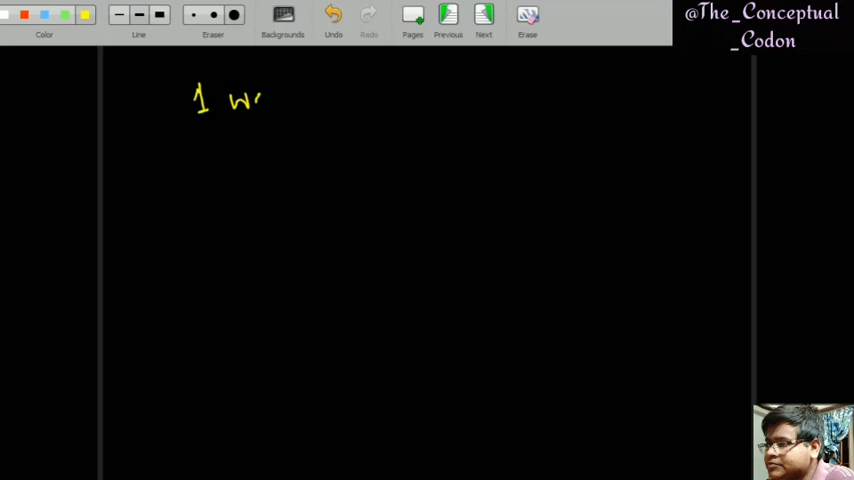 Color
Line
Eraser
Backgrounds
Undo
Redo
Pages
Previous
Next
Erase
@The_Conceptual
_Codon
1 w